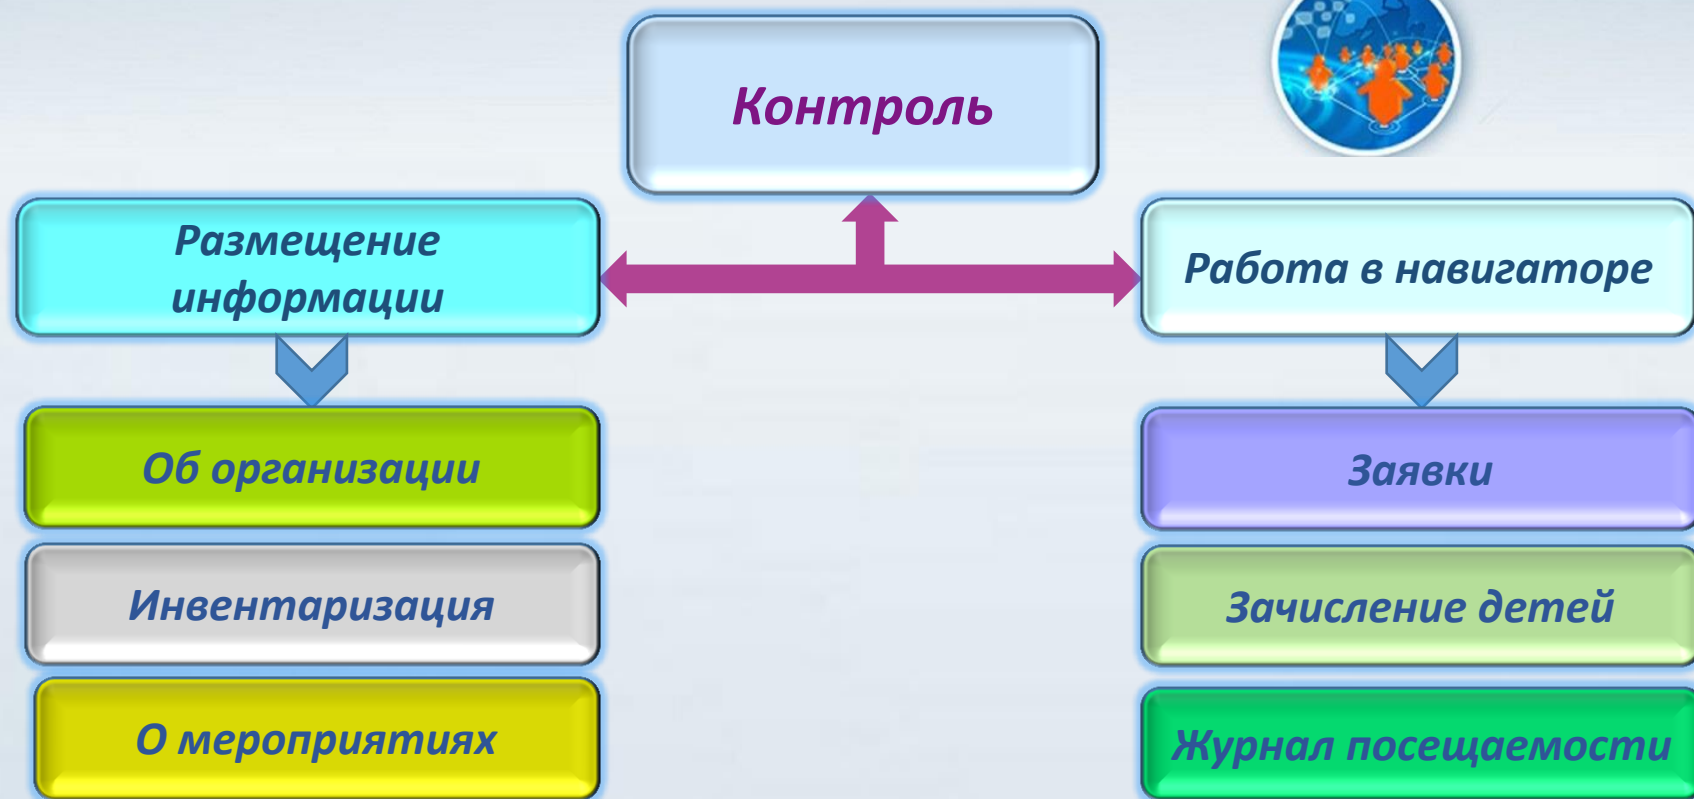 Контроль
Размещение
информации
Работа в навигаторе
Об организации
Заявки
Инвентаризация
Зачисление детей
О мероприятиях
Журнал посещаемости